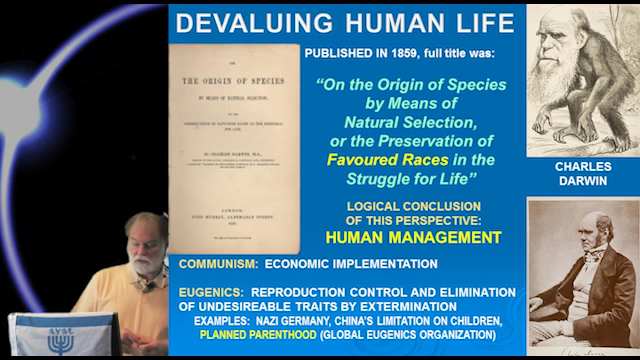 DEVALUING HUMAN LIFE
PUBLISHED IN 1859, full title was:
THE ORIGIN OF SPECIES
BY MEANS OF NATURAL SELECTION,
FOR LIFE.
By CHARLES DARWIN, M.A.,
LONDON:
JOHN MURRAY, ALBEMARLE STREET.
“On the Origin of Species
by Means of
Natural Selection,
or the Preservation of
Favoured Races in the
Struggle for Life”
LOGICAL CONCLUSION
OF THIS PERSPECTIVE:
HUMAN MANAGEMENT
CHARLES
DARWIN
COMMUNISM: ECONOMIC IMPLEMENTATION
EUGENICS: REPRODUCTION CONTROL AND ELIMINATION
OF UNDESIREABLE TRAITS BY EXTERMINATION
EXAMPLES: NAZI GERMANY, CHINA'S LIMITATION ON CHILDREN,
PLANNED PARENTHOOD (GLOBAL EUGENICS ORGANIZATION)